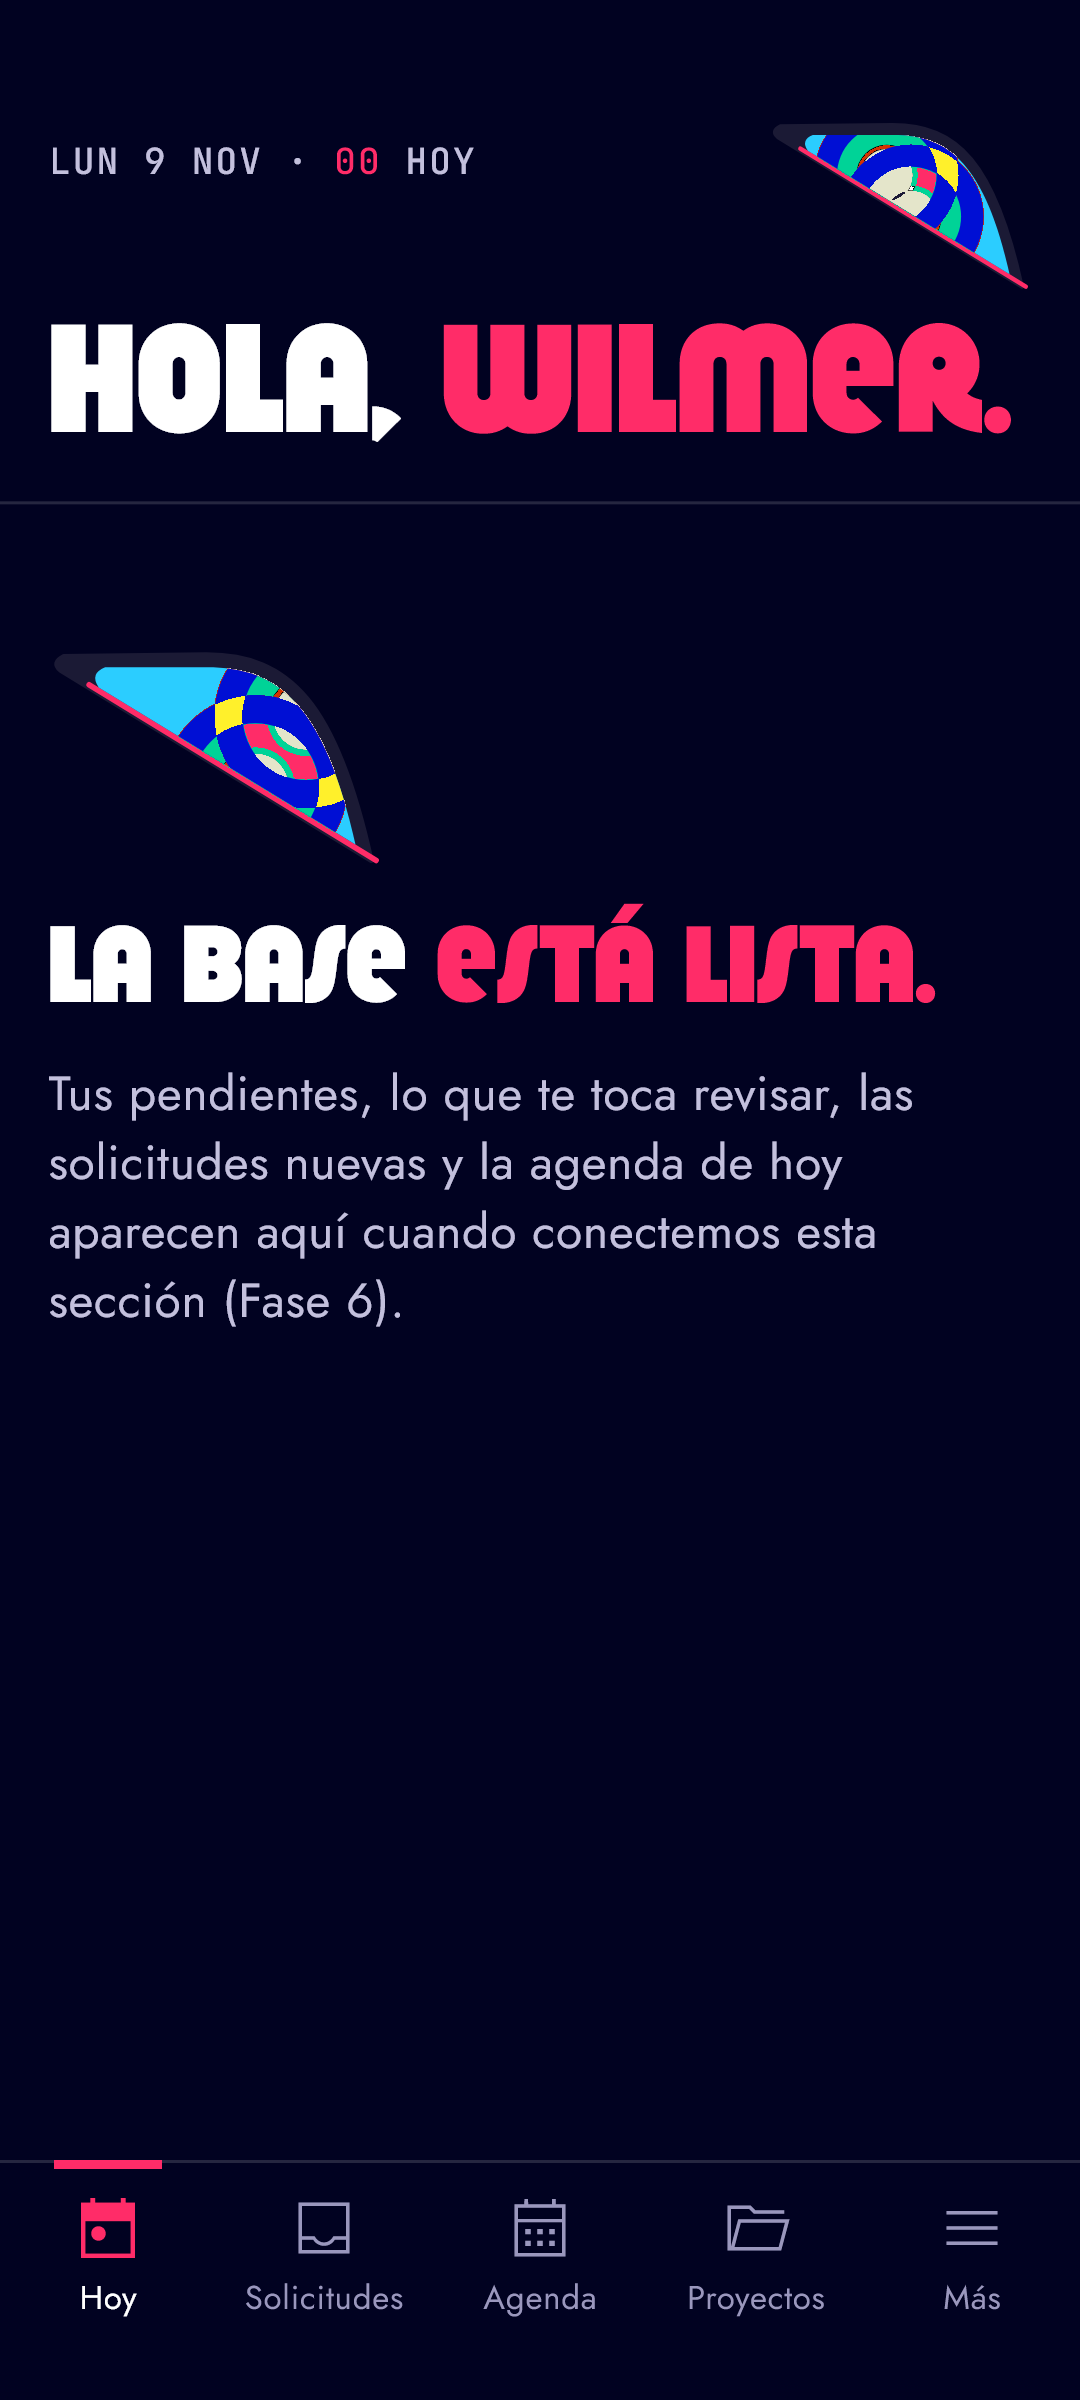 LUN 9 NOV · 00 HOY
HOLA, WILMER.
LA BASE ESTÁ LISTA.
Tus pendientes, lo que te toca revisar, las
solicitudes nuevas y la agenda de hoy
aparecen aquí cuando conectemos esta
sección (Fase 6).
Hoy
Solicitudes
Agenda
Proyectos
Más